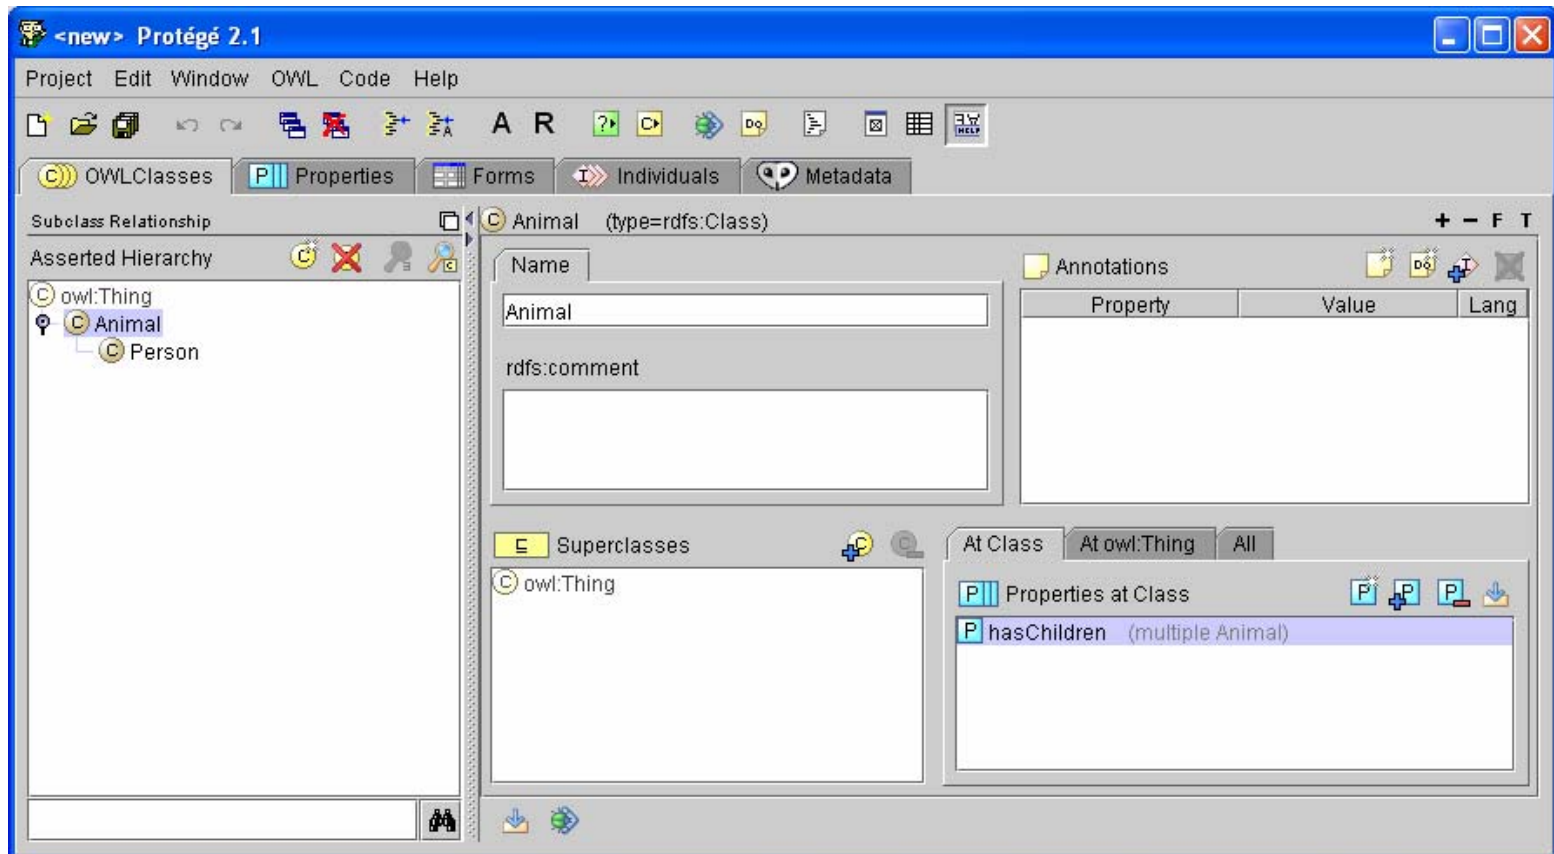 <new> Protégé 2.1
Project Edit Window OWL Code Help
A R
OWLClasses Properties Forms Individuals Metadata
Subclass Relationship
Asserted Hierarchy
owl:Thing
Animal
Person
Animal (type=rdfs:Class)
+ - F T
Name
Animal
rdfs:comment
Annotations
Property Value Lang
Superclasses
owl:Thing
At Class At owl:Thing All
Properties at Class
hasChildren (multiple Animal)